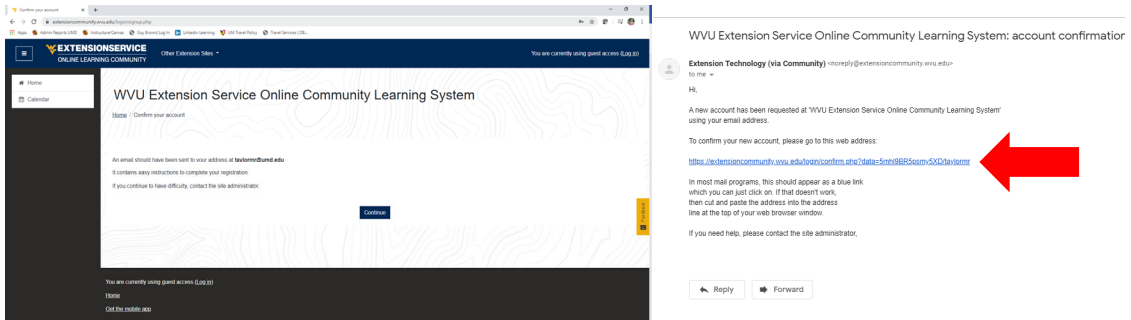 Confirm your account
extensioncommunity.wvu.edu/login/signup.php
Apps
Admin Reports UMD
Instructure Canvas
LinkedIn Learning
UM Travel Policy
EXTENSIONSERVICE
ONLINE LEARNING COMMUNITY
Other Extension Sites
You are currently using guest access (Log in)
Home
Calendar
WVU Extension Service Online Community Learning System
Home / Confirm your account
An email should have been sent to your address at taviormr@umd.edu
It contains easy instructions to complete your registration.
If you continue to have difficulty, contact the site administrator.
Continue
Feedback
You are currently using guest access (Log in)
Home
Get the mobile app
WVU Extension Service Online Community Learning System: account confirmation
Extension Technology (via Community) <noreply@extensioncommunity.wvu.edu>
to me
Hi,
A new account has been requested at 'WVU Extension Service Online Community Learning System'
using your email address.
To confirm your new account, please go to this web address:
https://extensioncommunity.wvu.edu/login/confirm.php?data=5mhl9BR5psmy5XD/taviormr
In most mail programs, this should appear as a blue link
which you can just click on. If that doesn't work,
then cut and paste the address into the address
line at the top of your web browser window.
If you need help, please contact the site administrator,
Reply
Forward